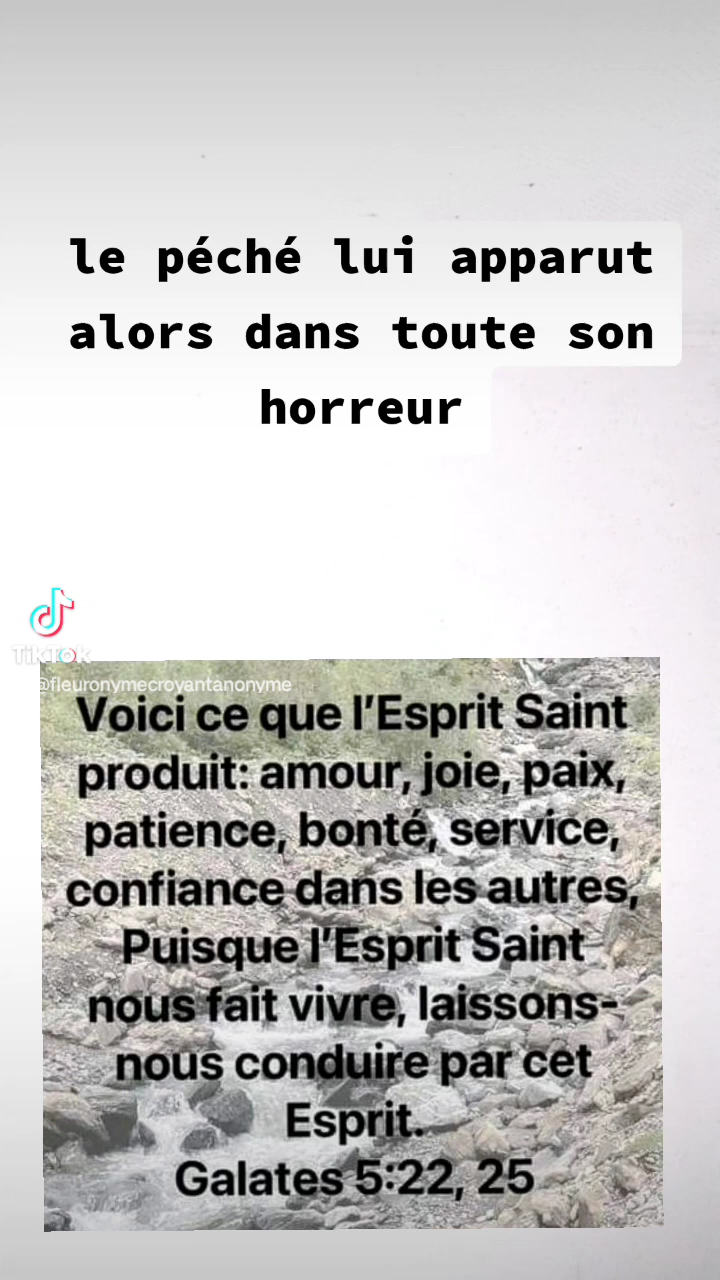 le péché lui apparut
alors dans toute son
horreur
TikTok
@fleuronymecroyantanonyme
Voici ce que l’Esprit Saint
produit: amour, joie, paix,
patience, bonté, service,
confiance dans les autres,
Puisque l’Esprit Saint
nous fait vivre, laissons-
nous conduire par cet
Esprit.
Galates 5:22, 25